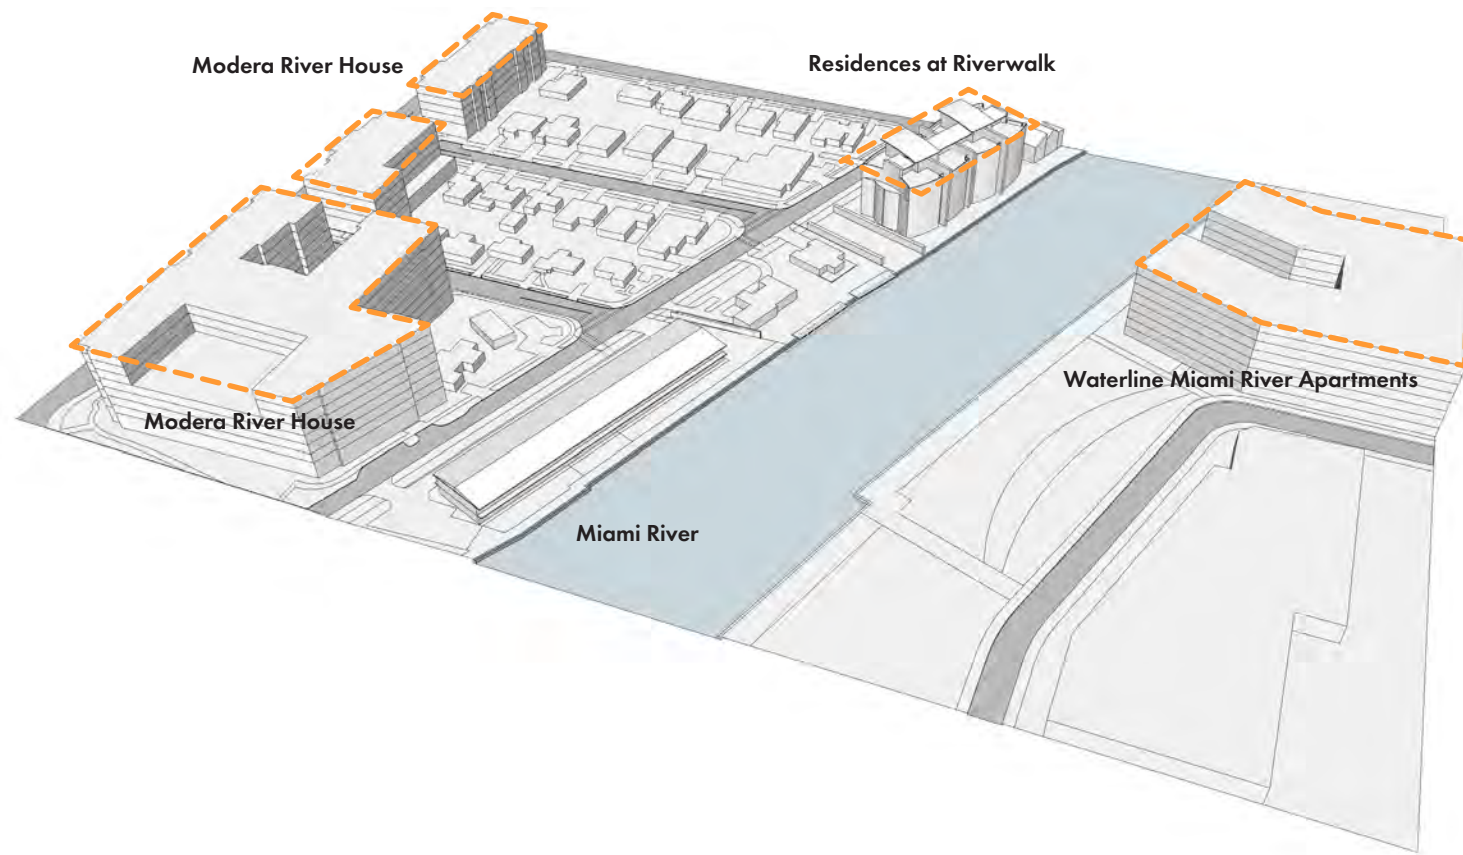 Modera River House
Residences at Riverwalk
Waterline Miami River Apartments
Modera River House
Miami River